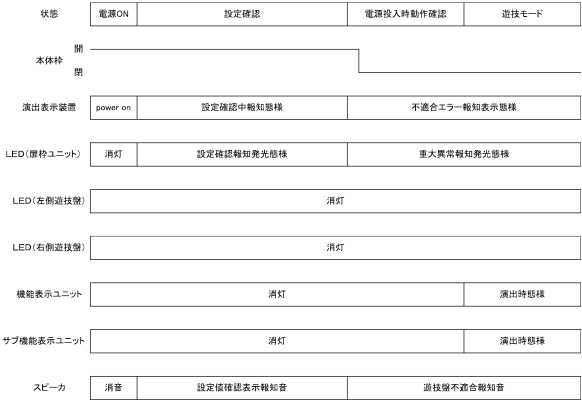 状態 電源ON 設定確認 電源投入時動作確認 遊技モード
開
本体枠
閉
演出表示装置 power on 設定確認中報知態様 不適合エラー報知表示態様
LED(扉枠ユニット) 消灯 設定確認報知発光態様 重大異常報知発光態様
LED(左側遊技盤) 消灯
LED(右側遊技盤) 消灯
機能表示ユニット 消灯 演出時態様
サブ機能表示ユニット 消灯 演出時態様
スピーカ 消音 設定値確認表示報知音 遊技盤不適合報知音